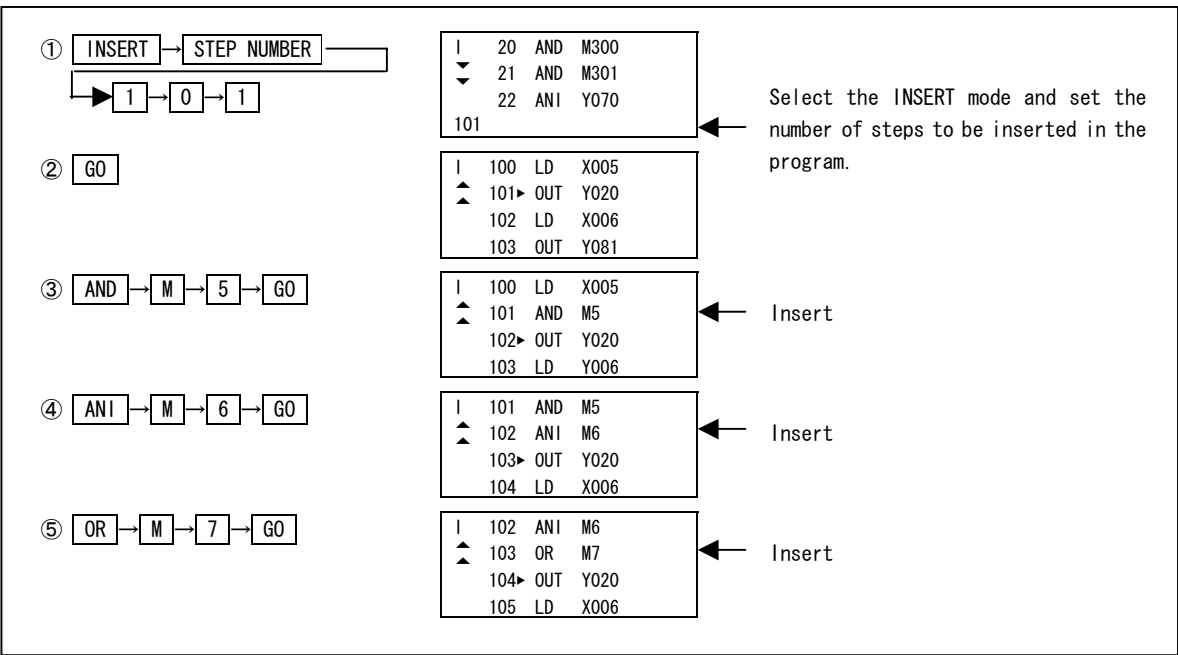 ① INSERT → STEP NUMBER
1 → 0 → 1
I 20 AND M300
21 AND M301
22 ANI Y070
101
Select the INSERT mode and set the
number of steps to be inserted in the
program.
② GO
I 100 LD X005
101▶ OUT Y020
102 LD X006
103 OUT Y081
③ AND → M → 5 → GO
I 100 LD X005
101 AND M5
102▶ OUT Y020
103 LD Y006
Insert
④ ANI → M → 6 → GO
I 101 AND M5
102 ANI M6
103▶ OUT Y020
104 LD X006
Insert
⑤ OR → M → 7 → GO
I 102 ANI M6
103 OR M7
104▶ OUT Y020
105 LD X006
Insert